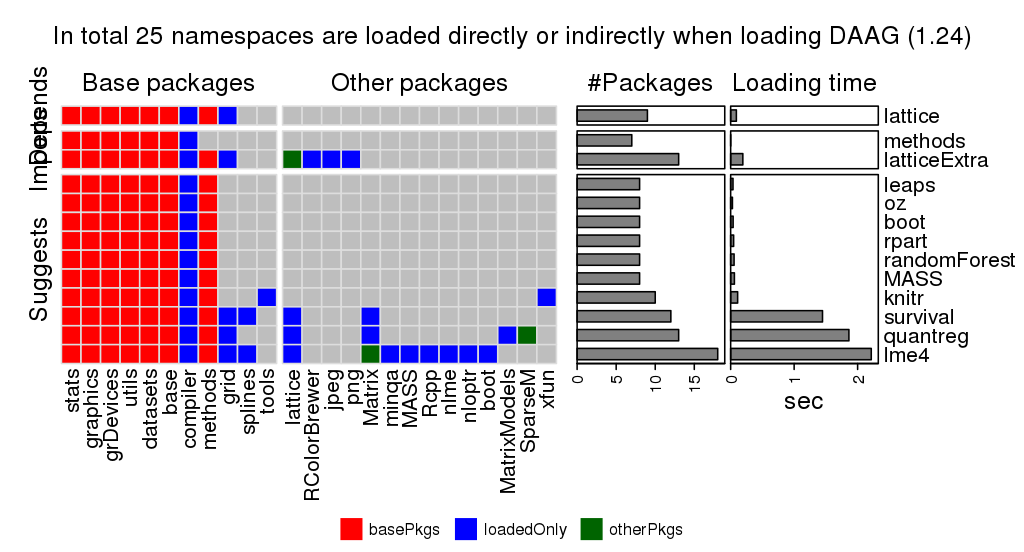 In total 25 namespaces are loaded directly or indirectly when loading DAAG (1.24)
Base packages
Other packages
#Packages
Loading time
Depends
Imports
Suggests
lattice
methods
latticeExtra
leaps
oz
boot
rpart
randomForest
MASS
knitr
survival
quantreg
lme4
stats
graphics
grDevices
utils
datasets
base
compiler
methods
grid
splines
tools
lattice
RColorBrewer
jpeg
png
Matrix
minqa
MASS
Rcpp
nlme
nloptr
boot
MatrixModels
SparseM
xfun
0
5
10
15
0
1
2
sec
basePkgs
loadedOnly
otherPkgs